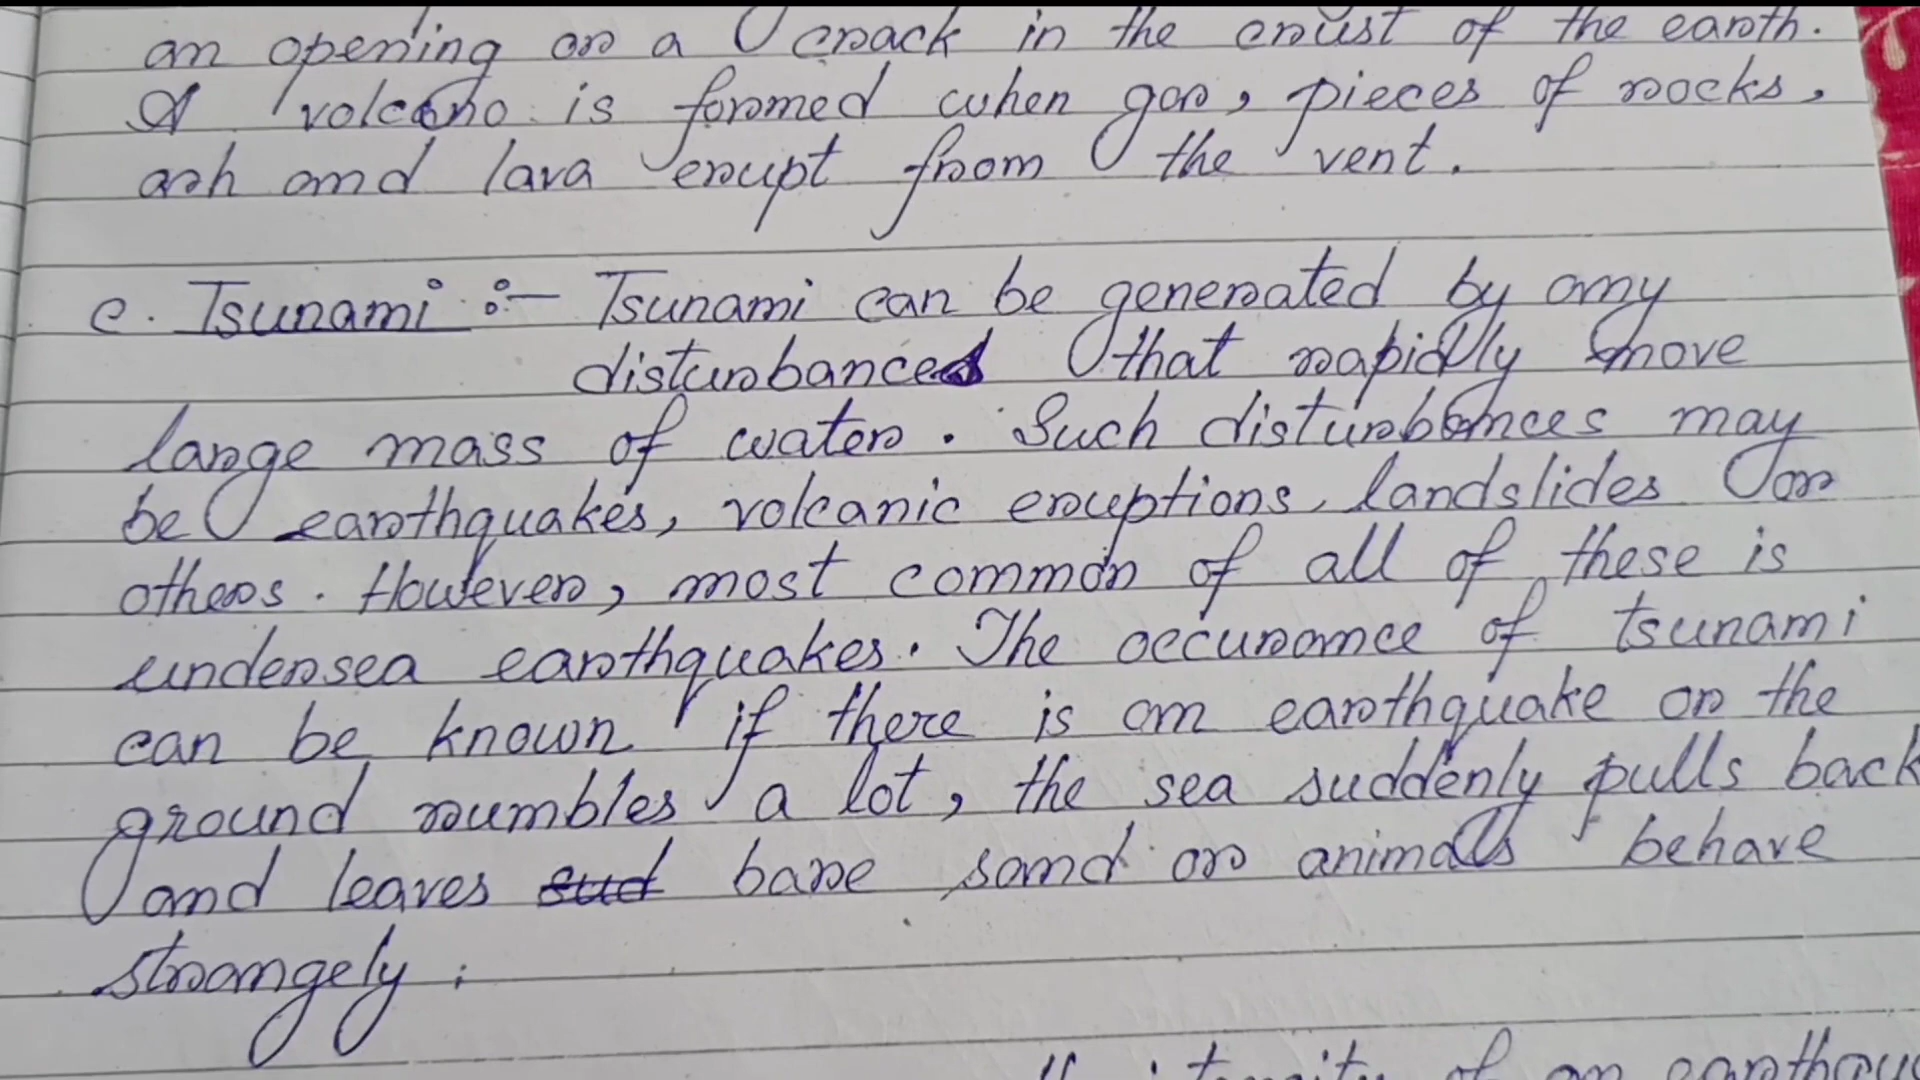 an opening or a crack in the crust of the earth.
A volcano is formed when gas, pieces of rocks,
ash and lava erupt from the vent.
c. Tsunami :- Tsunami can be generated by any
disturbances that rapidly move
large mass of water. Such disturbances may
be earthquakes, volcanic eruptions, landslides or
others. However, most common of all of these is
undersea earthquakes. The occurance of tsunami
can be known if there is an earthquake or the
ground rumbles a lot, the sea suddenly pulls back
and leaves sud bare sand or animals behave
strangely.
of an